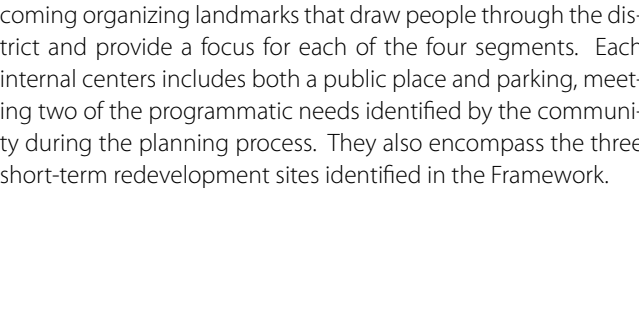 coming organizing landmarks that draw people through the dis-
trict and provide a focus for each of the four segments. Each
internal centers includes both a public place and parking, meet-
ing two of the programmatic needs identified by the communi-
ty during the planning process. They also encompass the three
short-term redevelopment sites identified in the Framework.